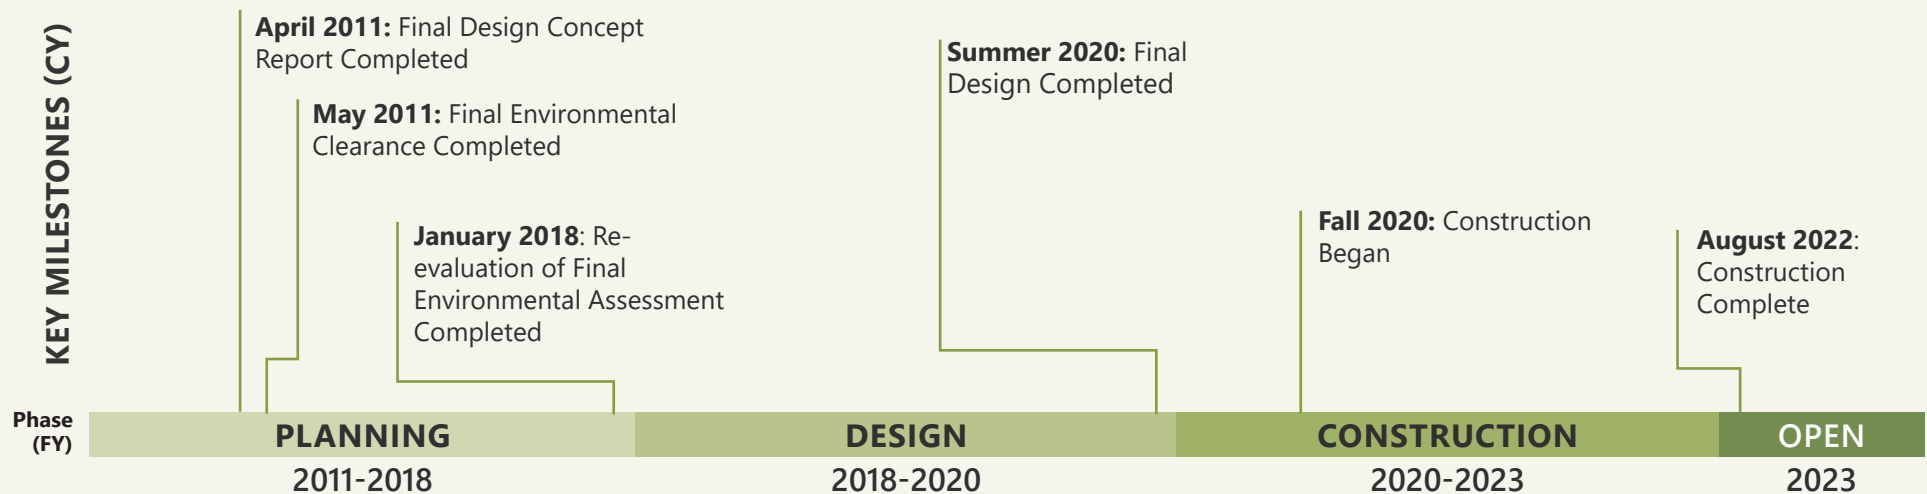 KEY MILESTONES (CY)
April 2011: Final Design Concept
Report Completed
May 2011: Final Environmental
Clearance Completed
January 2018: Re-
evaluation of Final
Environmental Assessment
Completed
Summer 2020: Final
Design Completed
Fall 2020: Construction
Began
August 2022:
Construction
Complete
Phase
(FY)
PLANNING
DESIGN
CONSTRUCTION
OPEN
2011-2018
2018-2020
2020-2023
2023